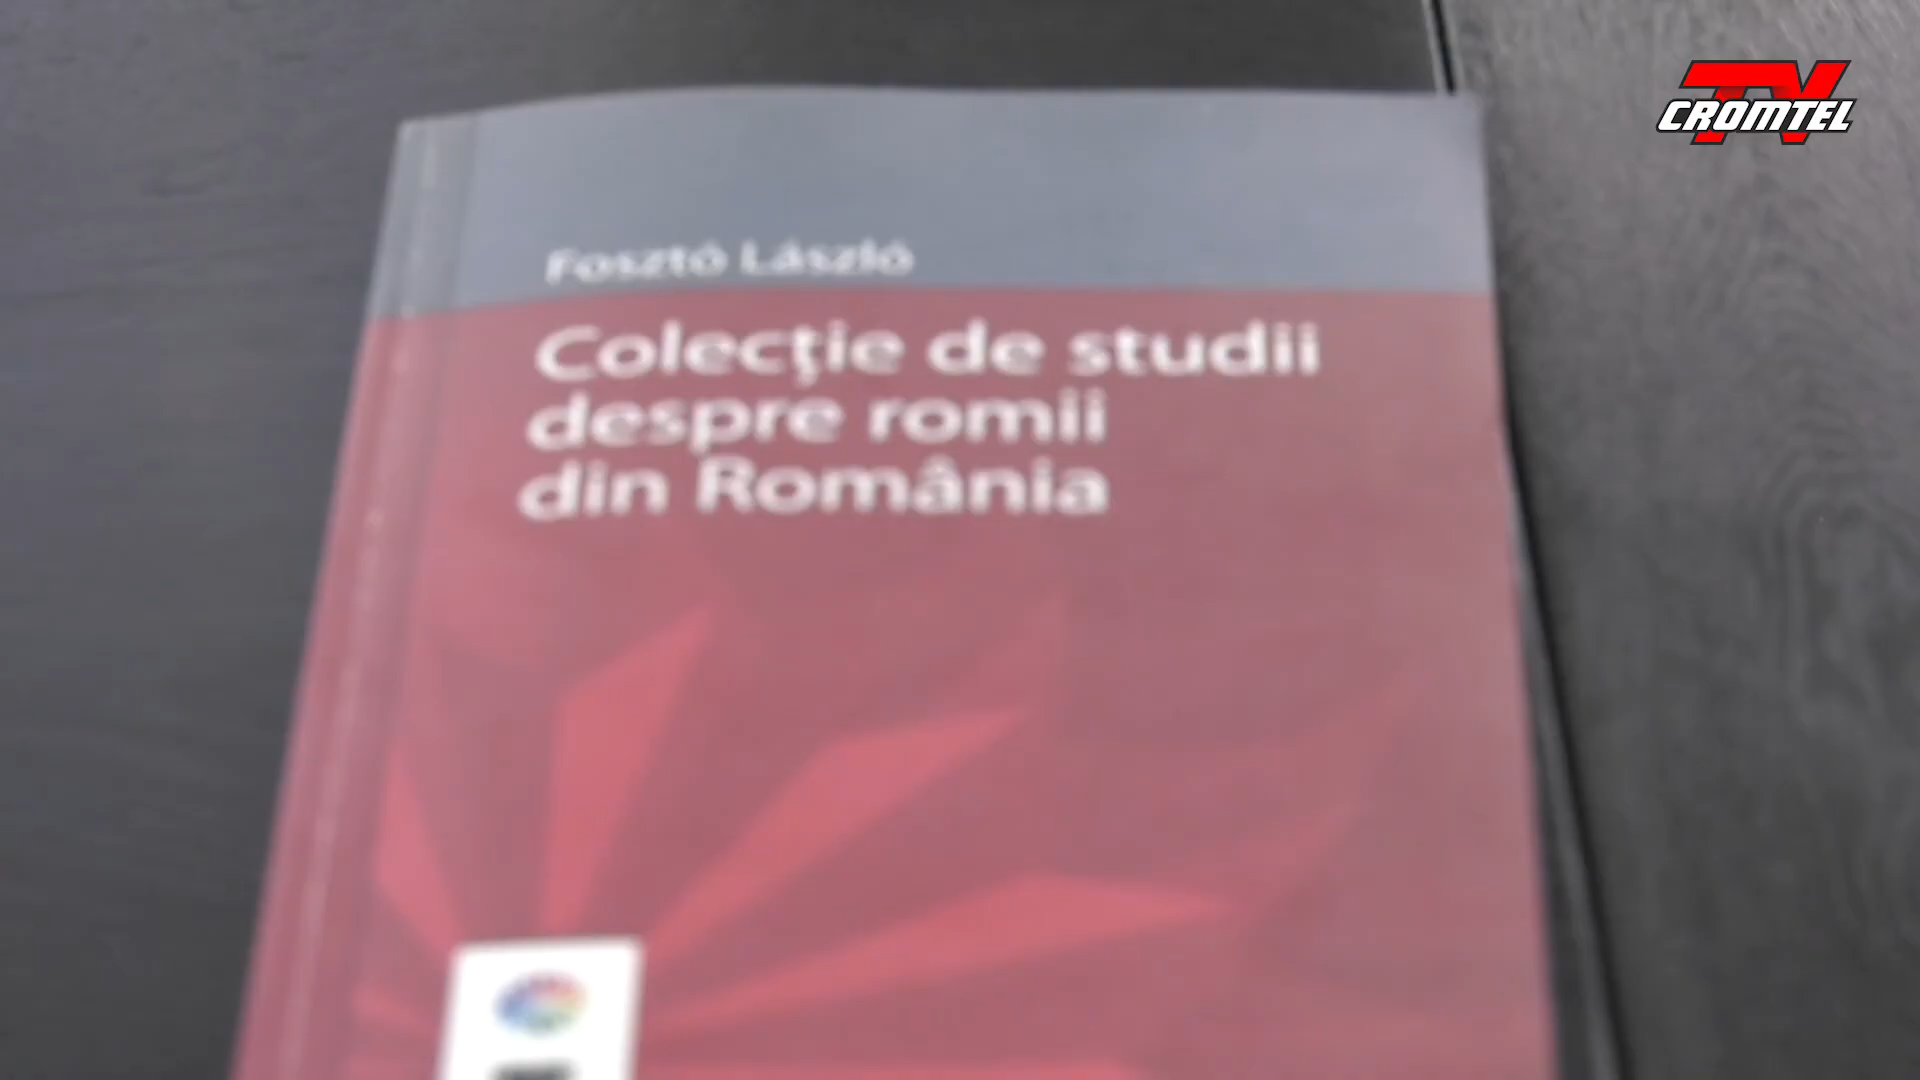 TV
CROMTEL
Fosztó László
Colecţie de studii
despre romii
din România